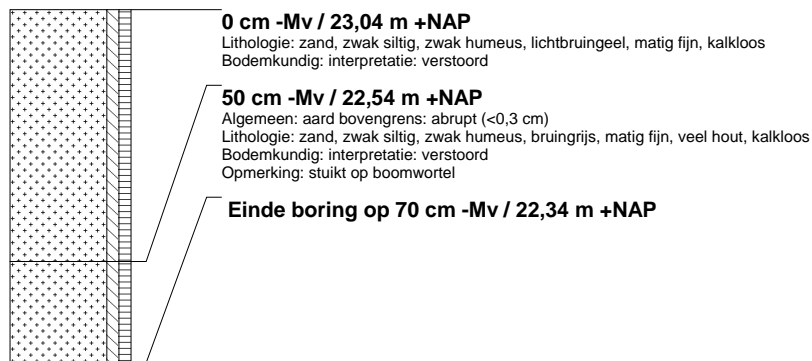 0 cm -Mv / 23,04 m +NAP
Lithologie: zand, zwak siltig, zwak humeus, lichtbruingeel, matig fijn, kalkloos
Bodemkundig: interpretatie: verstoord
50 cm -Mv / 22,54 m +NAP
Algemeen: aard bovengrens: abrupt (<0,3 cm)
Lithologie: zand, zwak siltig, zwak humeus, bruingrijs, matig fijn, veel hout, kalkloos
Bodemkundig: interpretatie: verstoord
Opmerking: stuikt op boomwortel
Einde boring op 70 cm -Mv / 22,34 m +NAP